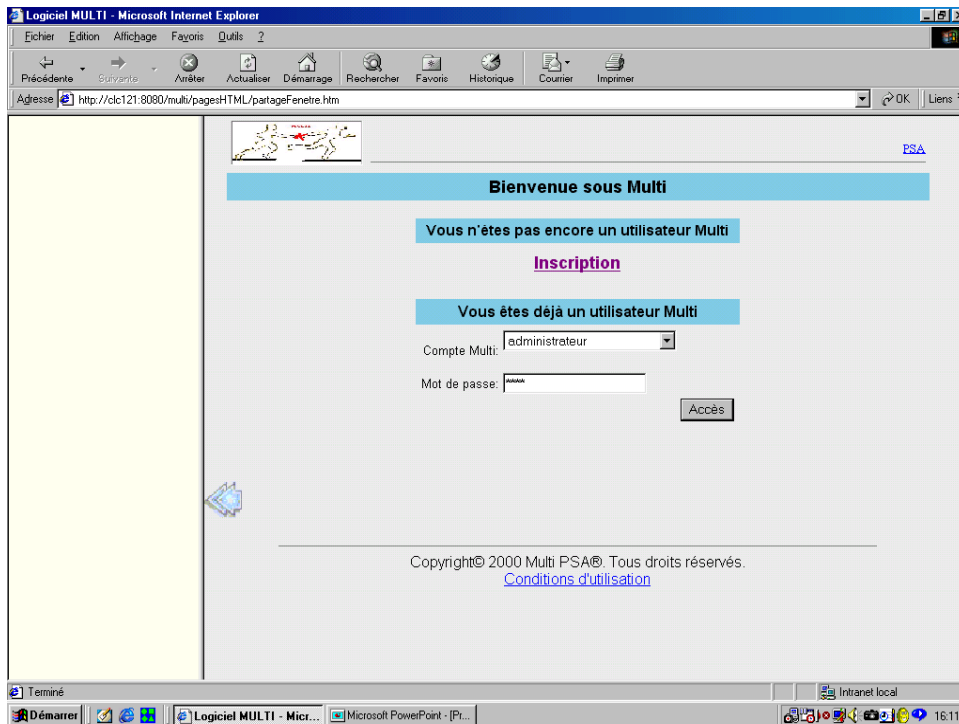 Logiciel MULTI - Microsoft Internet Explorer
Fichier Edition Affichage Favoris Outils ?
Précédente Suivante Arrêter Actualiser Démarrage Rechercher Favoris Historique Courrier Imprimer
Adresse http://clc121:8080/multi/pagesHTML/partageFenetre.htm OK Liens
PSA
Bienvenue sous Multi
Vous n'êtes pas encore un utilisateur Multi
Inscription
Vous êtes déjà un utilisateur Multi
Compte Multi: administrateur
Mot de passe: ****
Accès
Copyright© 2000 Multi PSA®. Tous droits réservés.
Conditions d'utilisation
Terminé Intranet local
Démarrer Logiciel MULTI - Micr... Microsoft PowerPoint - [Pr... 16:11